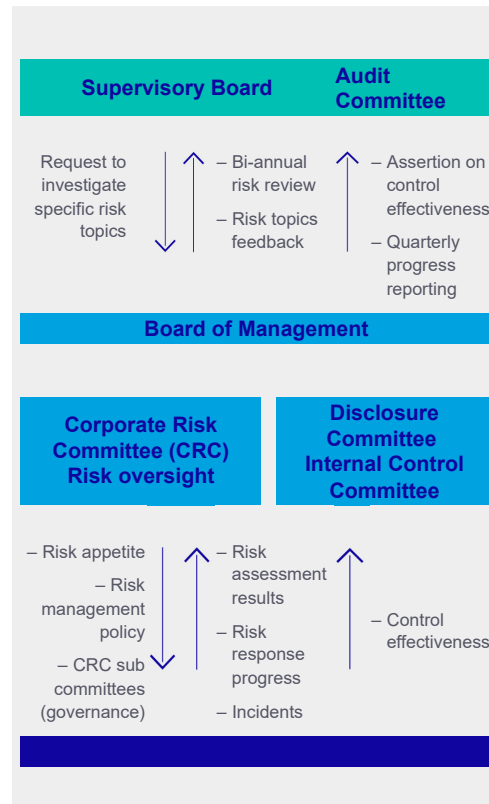 Supervisory Board
Audit
Committee
Request to
investigate
specific risk
topics
– Bi-annual
risk review
– Risk topics
feedback
– Assertion on
control
effectiveness
– Quarterly
progress
reporting
Board of Management
Corporate Risk
Committee (CRC)
Risk oversight
Disclosure
Committee
Internal Control
Committee
– Risk appetite
– Risk
management
policy
– CRC sub
committees
(governance)
– Risk
assessment
results
– Risk
response
progress
– Incidents
– Control
effectiveness